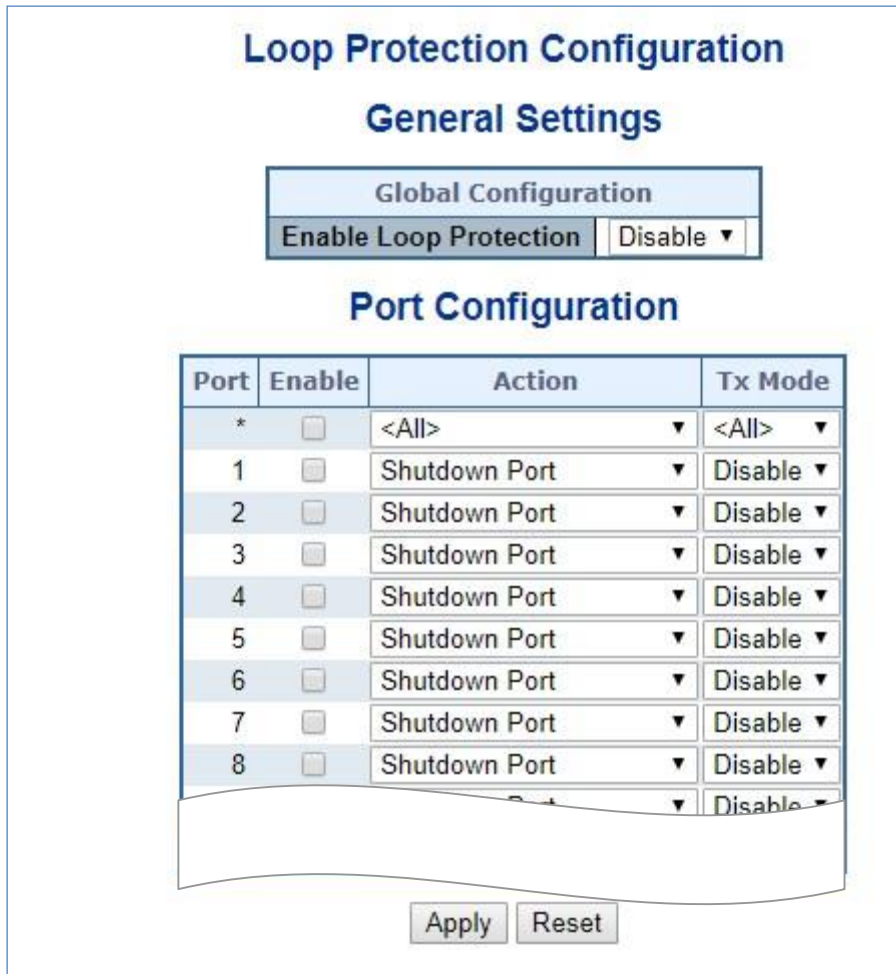 Loop Protection Configuration
General Settings
Global Configuration
Enable Loop Protection Disable
Port Configuration
Port Enable Action Tx Mode
* <All> <All>
1 Shutdown Port Disable
2 Shutdown Port Disable
3 Shutdown Port Disable
4 Shutdown Port Disable
5 Shutdown Port Disable
6 Shutdown Port Disable
7 Shutdown Port Disable
8 Shutdown Port Disable
Disable
Apply Reset